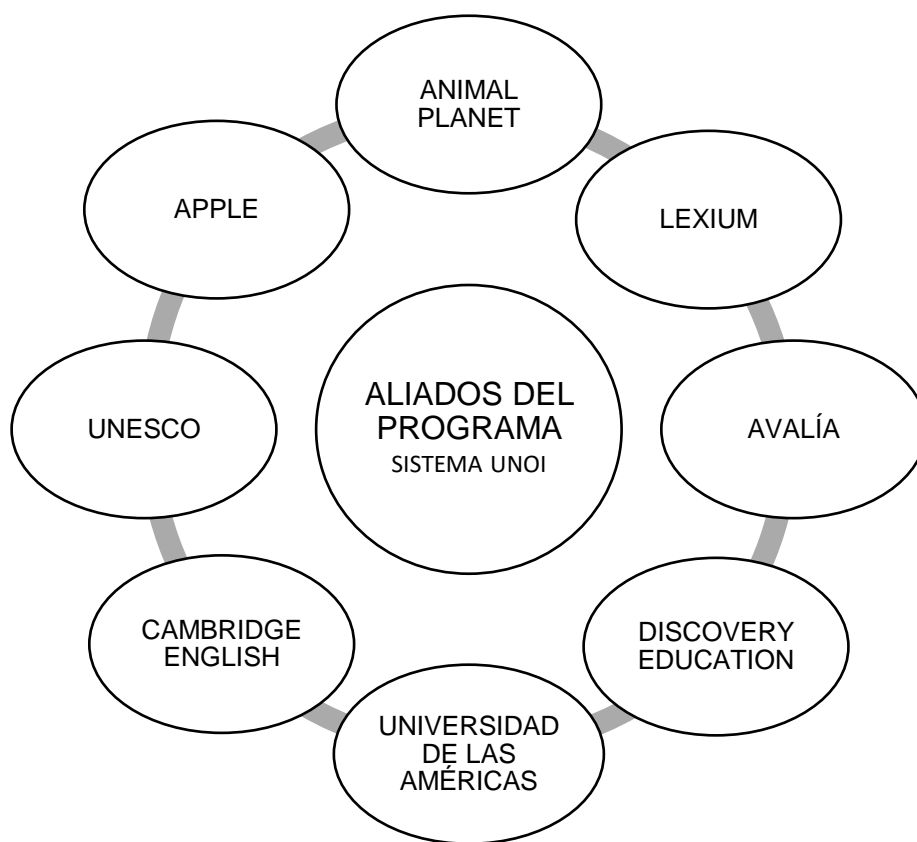 ANIMAL
PLANET
APPLE
LEXIUM
ALIADOS DEL
PROGRAMA
SISTEMA UNOI
UNESCO
AVALÍA
CAMBRIDGE
ENGLISH
DISCOVERY
EDUCATION
UNIVERSIDAD
DE LAS
AMÉRICAS